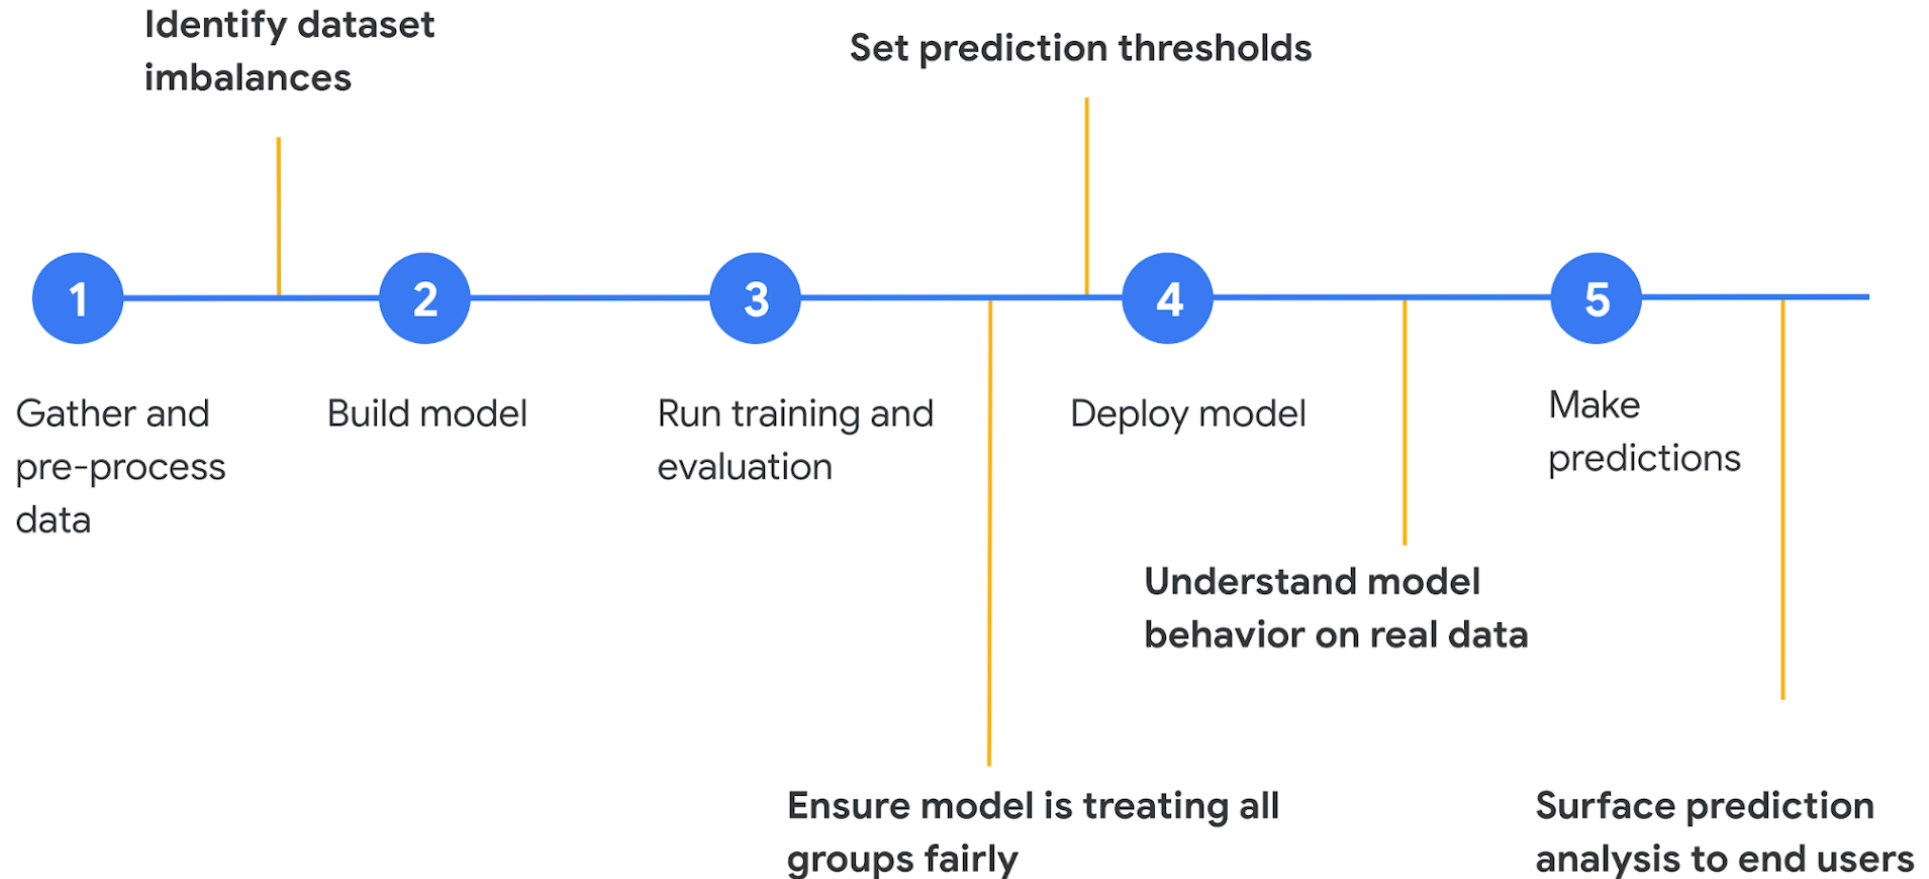 Identify dataset
imbalances
Set prediction thresholds
1
2
3
4
5
Gather and
pre-process
data
Build model
Run training and
evaluation
Deploy model
Make
predictions
Understand model
behavior on real data
Ensure model is treating all
groups fairly
Surface prediction
analysis to end users